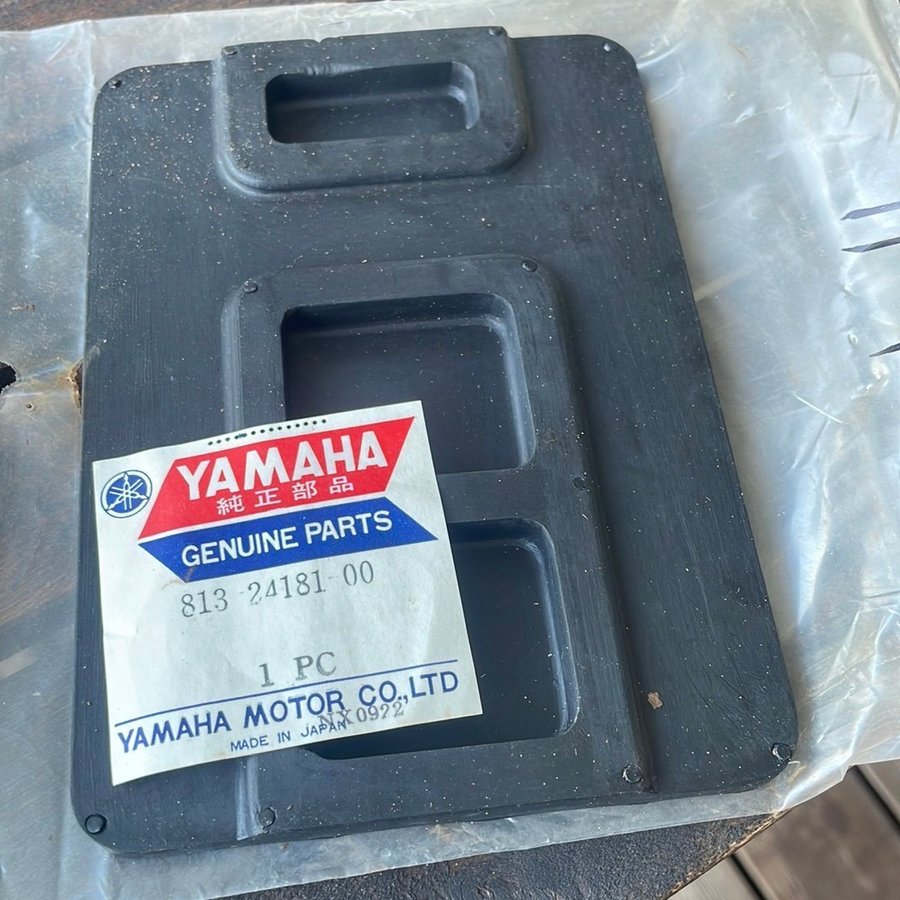 YAMAHA
純正部品
GENUINE PARTS
813 24181 00
1 PC
YAMAHA MOTOR CO.,LTD
NX0922
MADE IN JAPAN